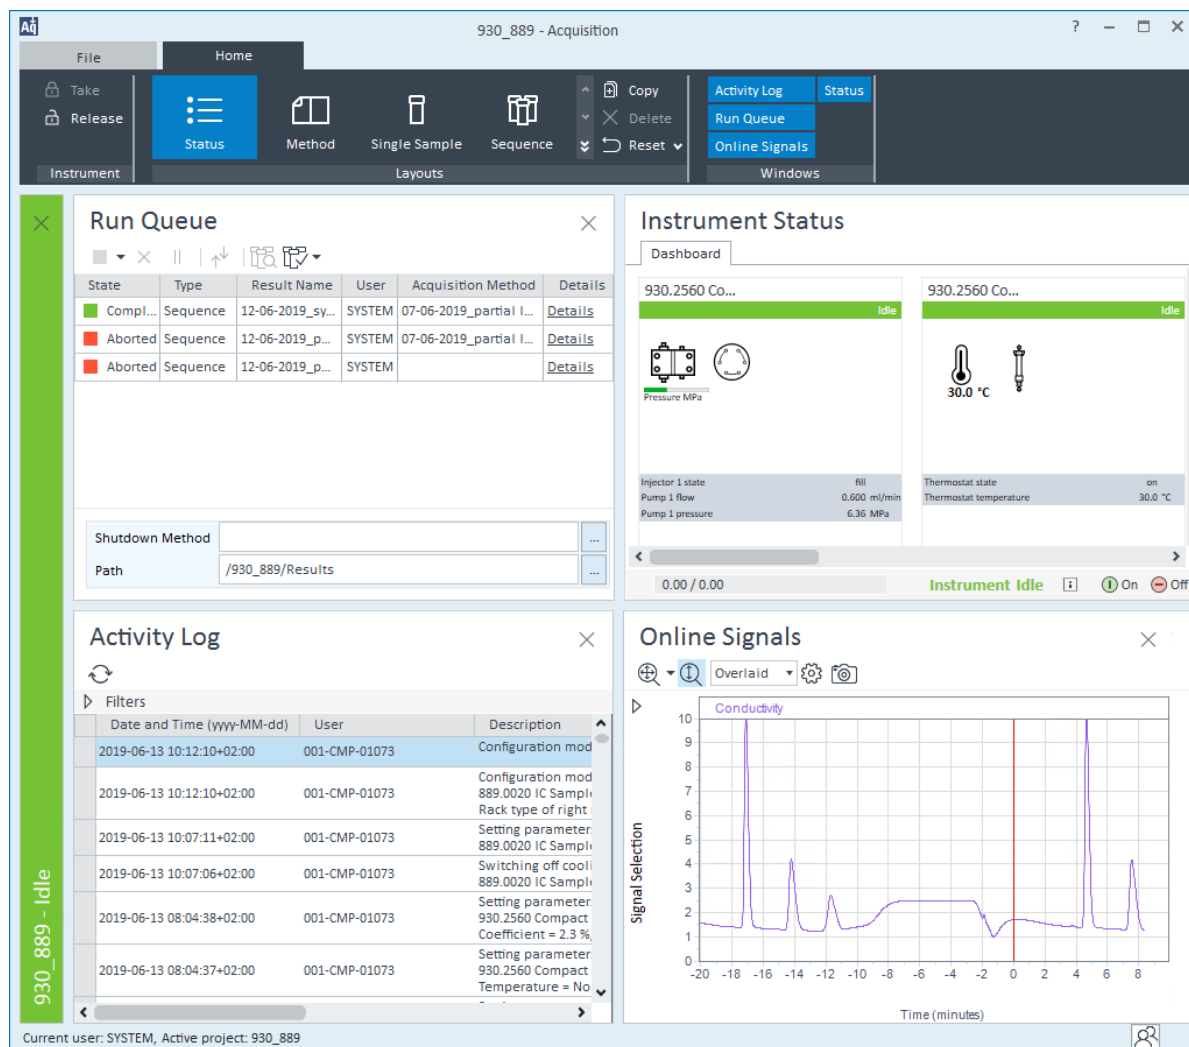 Aq
930_889 - Acquisition
?
File
Home
Take
Release
Instrument
Status
Method
Single Sample
Sequence
Layouts
Copy
Delete
Reset
Activity Log
Status
Run Queue
Online Signals
Windows
930_889 - Idle
Run Queue
State Type Result Name User Acquisition Method Details
Compl... Sequence 12-06-2019_sy... SYSTEM 07-06-2019_partial l... Details
Aborted Sequence 12-06-2019_p... SYSTEM 07-06-2019_partial l... Details
Aborted Sequence 12-06-2019_p... SYSTEM Details
Shutdown Method ...
Path /930_889/Results ...
Instrument Status
Dashboard
930.2560 Co...
Idle
Pressure MPa
Injector 1 state fill
Pump 1 flow 0.600 ml/min
Pump 1 pressure 6.36 MPa
930.2560 Co...
Idle
30.0 °C
Thermostat state on
Thermostat temperature 30.0 °C
0.00 / 0.00 Instrument Idle i On Off
Activity Log
Filters
Date and Time (yyyy-MM-dd) User Description
2019-06-13 10:12:10+02:00 001-CMP-01073 Configuration mod
2019-06-13 10:12:10+02:00 001-CMP-01073 Configuration mod
889.0020 IC Sampl
Rack type of right
2019-06-13 10:07:11+02:00 001-CMP-01073 Setting parameter
889.0020 IC Sampl
2019-06-13 10:07:06+02:00 001-CMP-01073 Switching off cooli
889.0020 IC Sampl
2019-06-13 08:04:38+02:00 001-CMP-01073 Setting parameter
930.2560 Compact
Coefficient = 2.3 %,
2019-06-13 08:04:37+02:00 001-CMP-01073 Setting parameter
930.2560 Compact
Temperature = No
Online Signals
Overlaid
Signal Selection
Conductivity
10
9
8
7
6
5
4
3
2
1
0
-20 -18 -16 -14 -12 -10 -8 -6 -4 -2 0 2 4 6 8
Time (minutes)
Current user: SYSTEM, Active project: 930_889